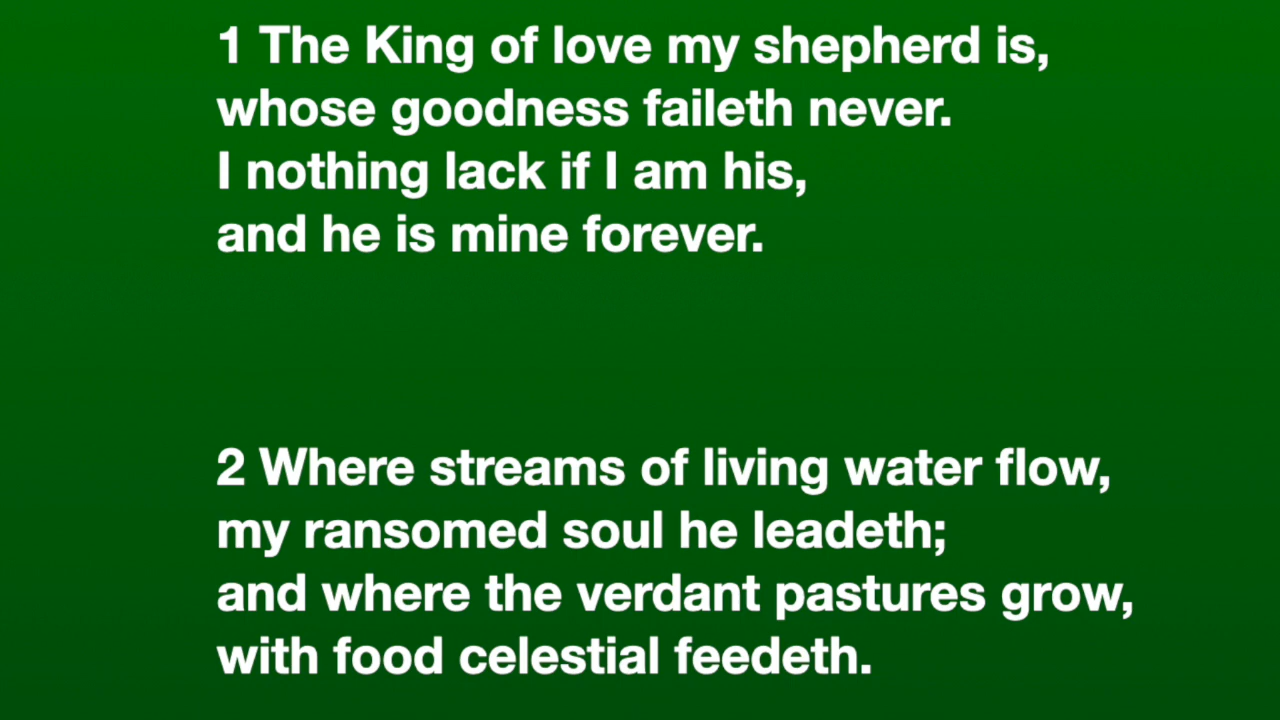 1 The King of love my shepherd is,
whose goodness faileth never.
I nothing lack if I am his,
and he is mine forever.
2 Where streams of living water flow,
my ransomed soul he leadeth;
and where the verdant pastures grow,
with food celestial feedeth.